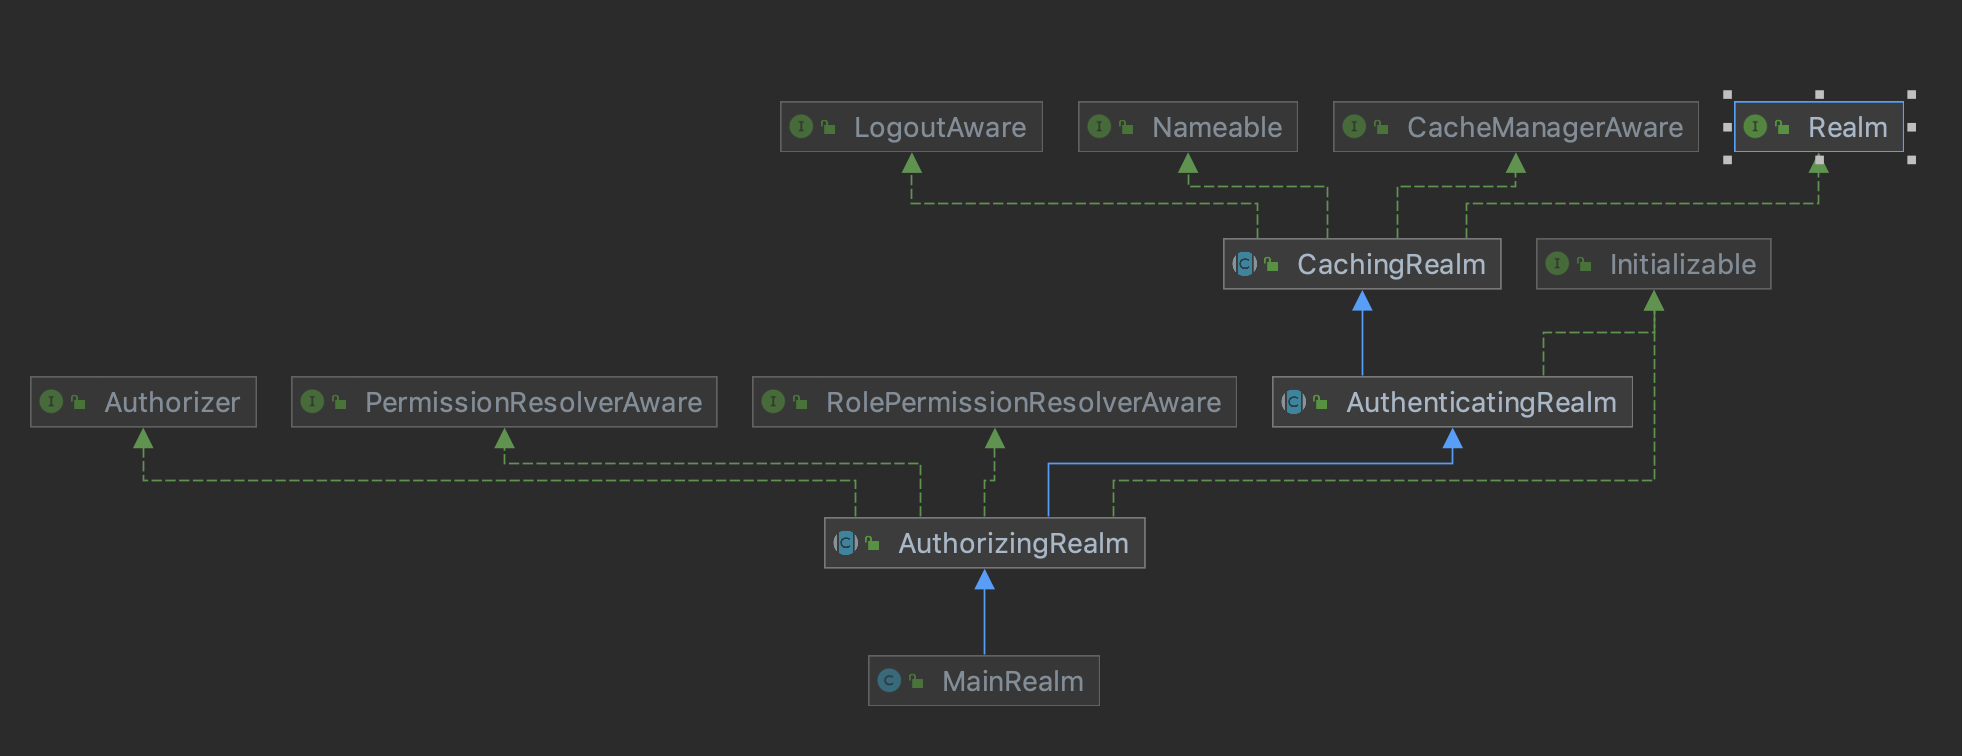 LogoutAware
Nameable
CacheManagerAware
Realm
CachingRealm
Initializable
Authorizer
PermissionResolverAware
RolePermissionResolverAware
AuthenticatingRealm
AuthorizingRealm
MainRealm